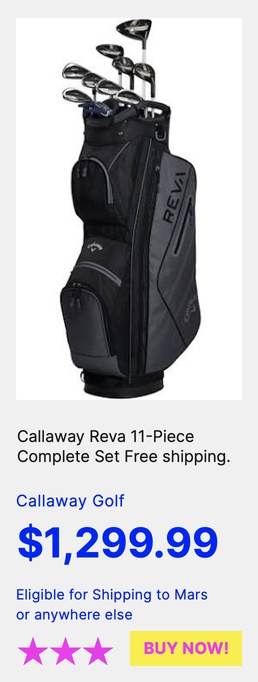 REVA
Callaway
Callaway Reva 11-Piece
Complete Set Free shipping.
Callaway Golf
$1,299.99
Eligible for Shipping to Mars
or anywhere else
BUY NOW!